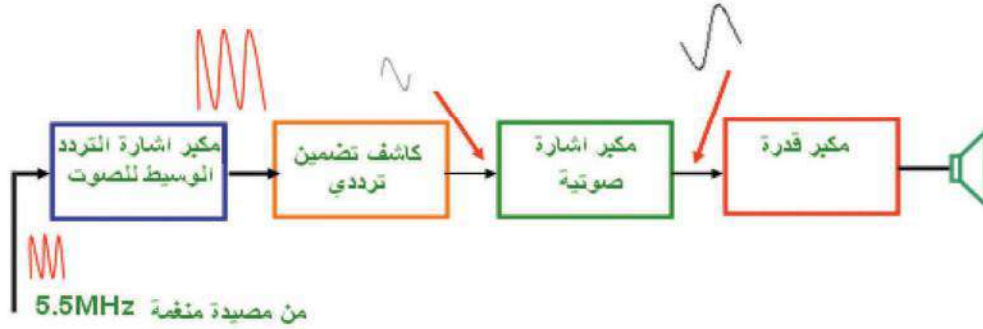 مكبر اشارة التردد
الوسيط للصوت
كاشف تضمين
ترددي
مكبر اشارة
صوتية
مكبر قدرة
من مصيدة منغمة 5.5MHz